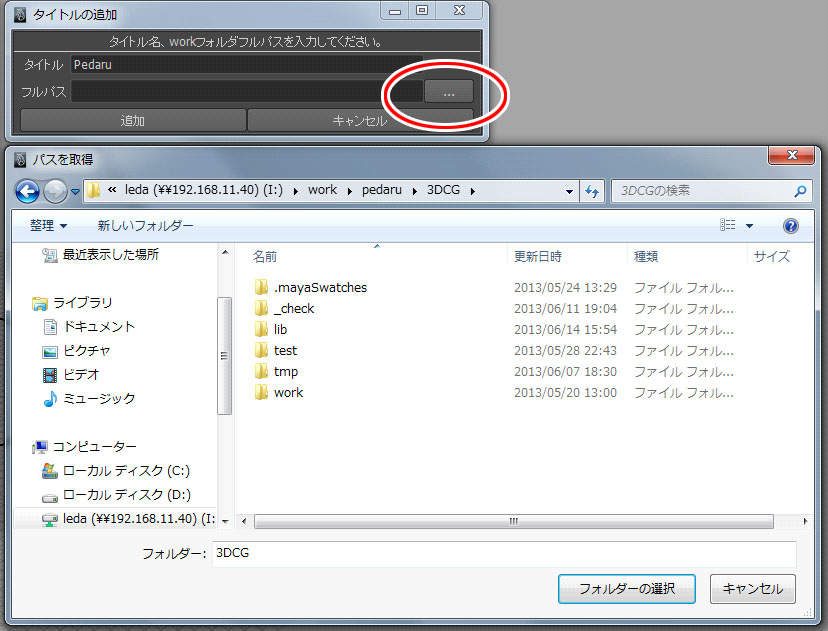 タイトルの追加
タイトル名、workフォルダフルパスを入力してください。
タイトル Pedaru
フルパス ...
追加 キャンセル
パスを取得
« leda (¥¥192.168.11.40) (I:) ▸ work ▸ pedaru ▸ 3DCG ▸ 3DCGの検索
整理 ▼ 新しいフォルダー
名前 更新日時 種類 サイズ
最近表示した場所
ライブラリ
ドキュメント
ピクチャ
ビデオ
ミュージック
コンピューター
ローカル ディスク (C:)
ローカル ディスク (D:)
leda (¥¥192.168.11.40) (I:
.mayaSwatches 2013/05/24 13:29 ファイル フォル...
_check 2013/06/11 19:04 ファイル フォル...
lib 2013/06/14 15:54 ファイル フォル...
test 2013/05/28 22:43 ファイル フォル...
tmp 2013/06/07 18:30 ファイル フォル...
work 2013/05/20 13:00 ファイル フォル...
フォルダー: 3DCG
フォルダーの選択 キャンセル